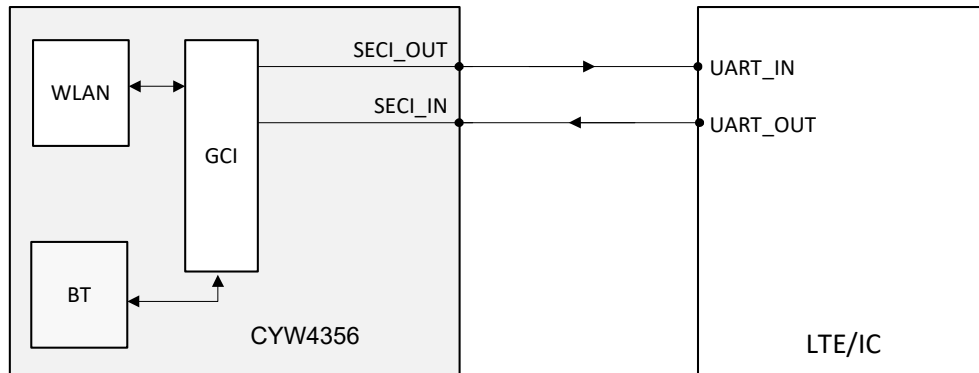 SECI_OUT
UART_IN
WLAN
SECI_IN
UART_OUT
GCI
BT
CYW4356
LTE/IC